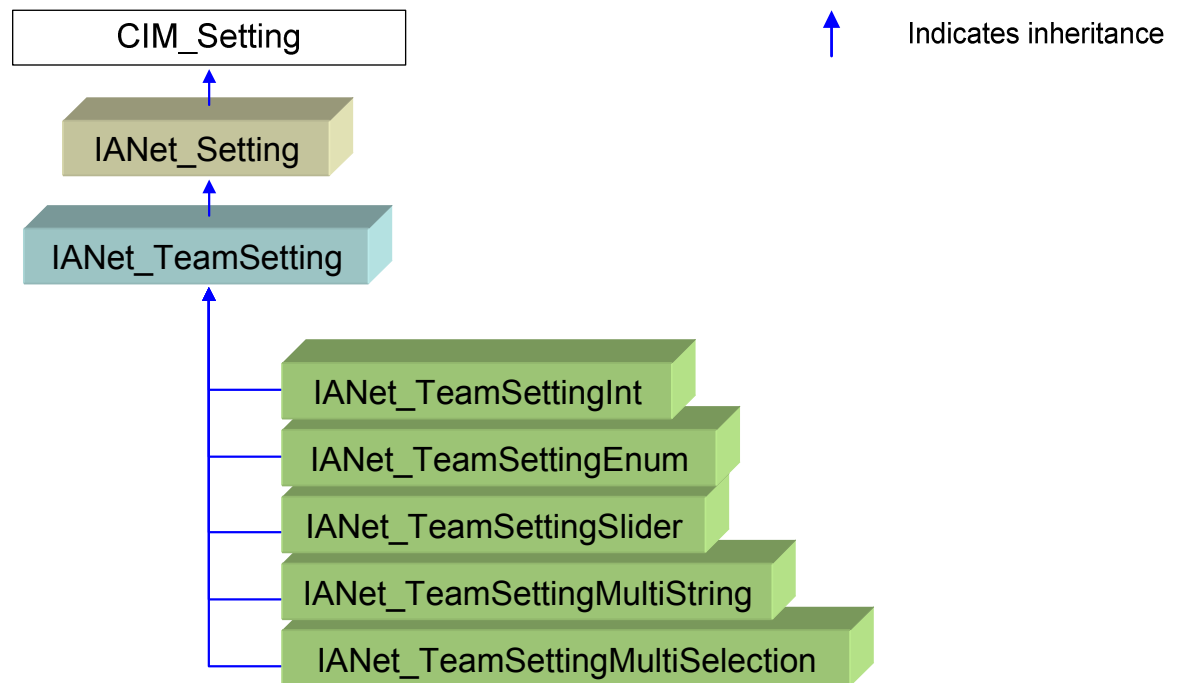 CIM_Setting
Indicates inheritance
IANet_Setting
IANet_TeamSetting
IANet_TeamSettingInt
IANet_TeamSettingEnum
IANet_TeamSettingSlider
IANet_TeamSettingMultiString
IANet_TeamSettingMultiSelection